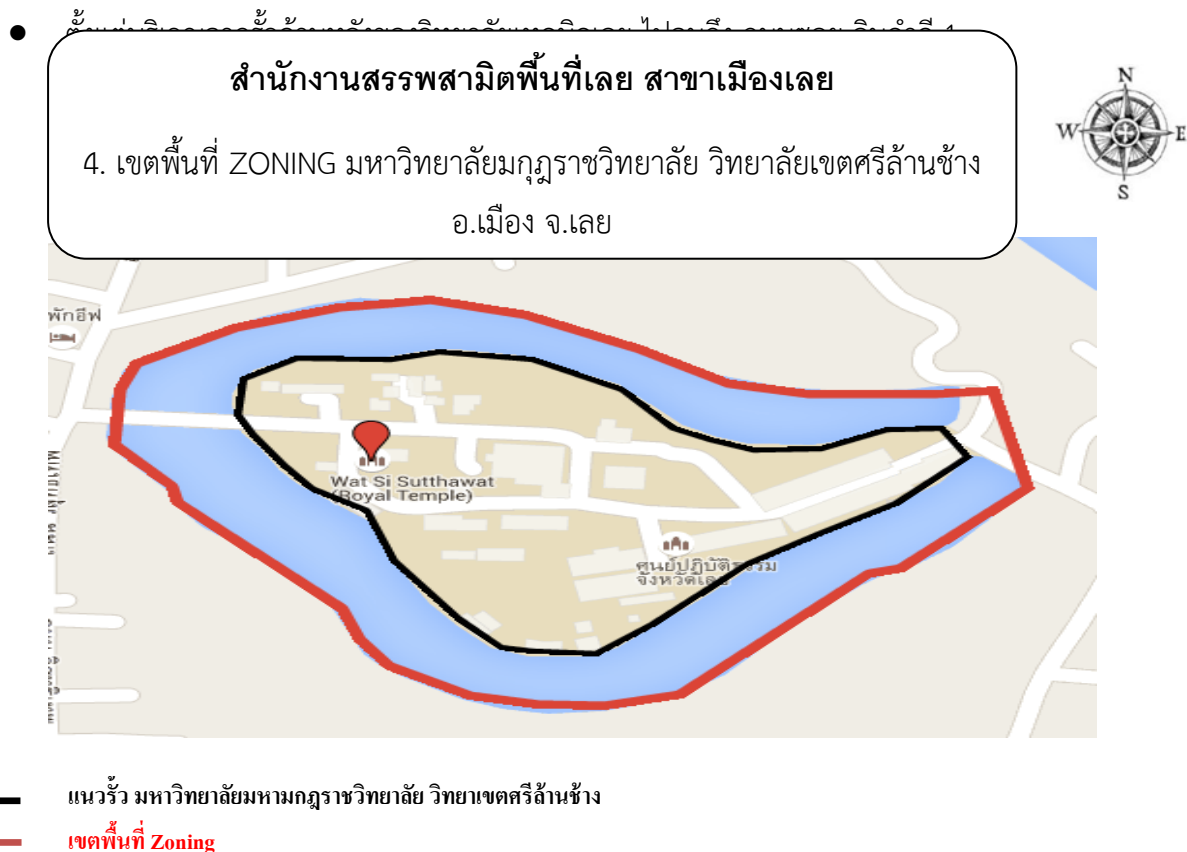 สำนักงานสรรพสามิตพื้นที่เลย สาขาเมืองเลย
4. เขตพื้นที่ ZONING มหาวิทยาลัยมกุฎราชวิทยาลัย วิทยาลัยเขตศรีล้านช้าง
อ.เมือง จ.เลย
N
W
E
S
พักอีฟ
Wat Si Sutthawat
(Royal Temple)
ศูนย์ปฏิบัติธรรม
จังหวัดเลย
แนวรั้ว มหาวิทยาลัยมหามกุฎราชวิทยาลัย วิทยาเขตศรีล้านช้าง
เขตพื้นที่ Zoning